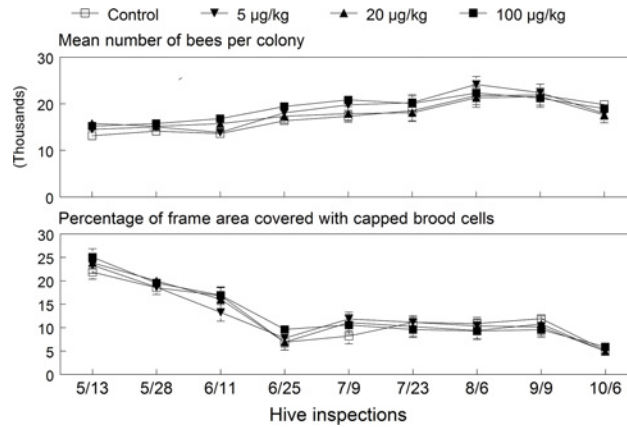 Control 5 µg/kg 20 µg/kg 100 µg/kg
Mean number of bees per colony
30
20
10
0
(Thousands)
Percentage of frame area covered with capped brood cells
30
25
20
15
10
5
0
5/13 5/28 6/11 6/25 7/9 7/23 8/6 9/9 10/6
Hive inspections